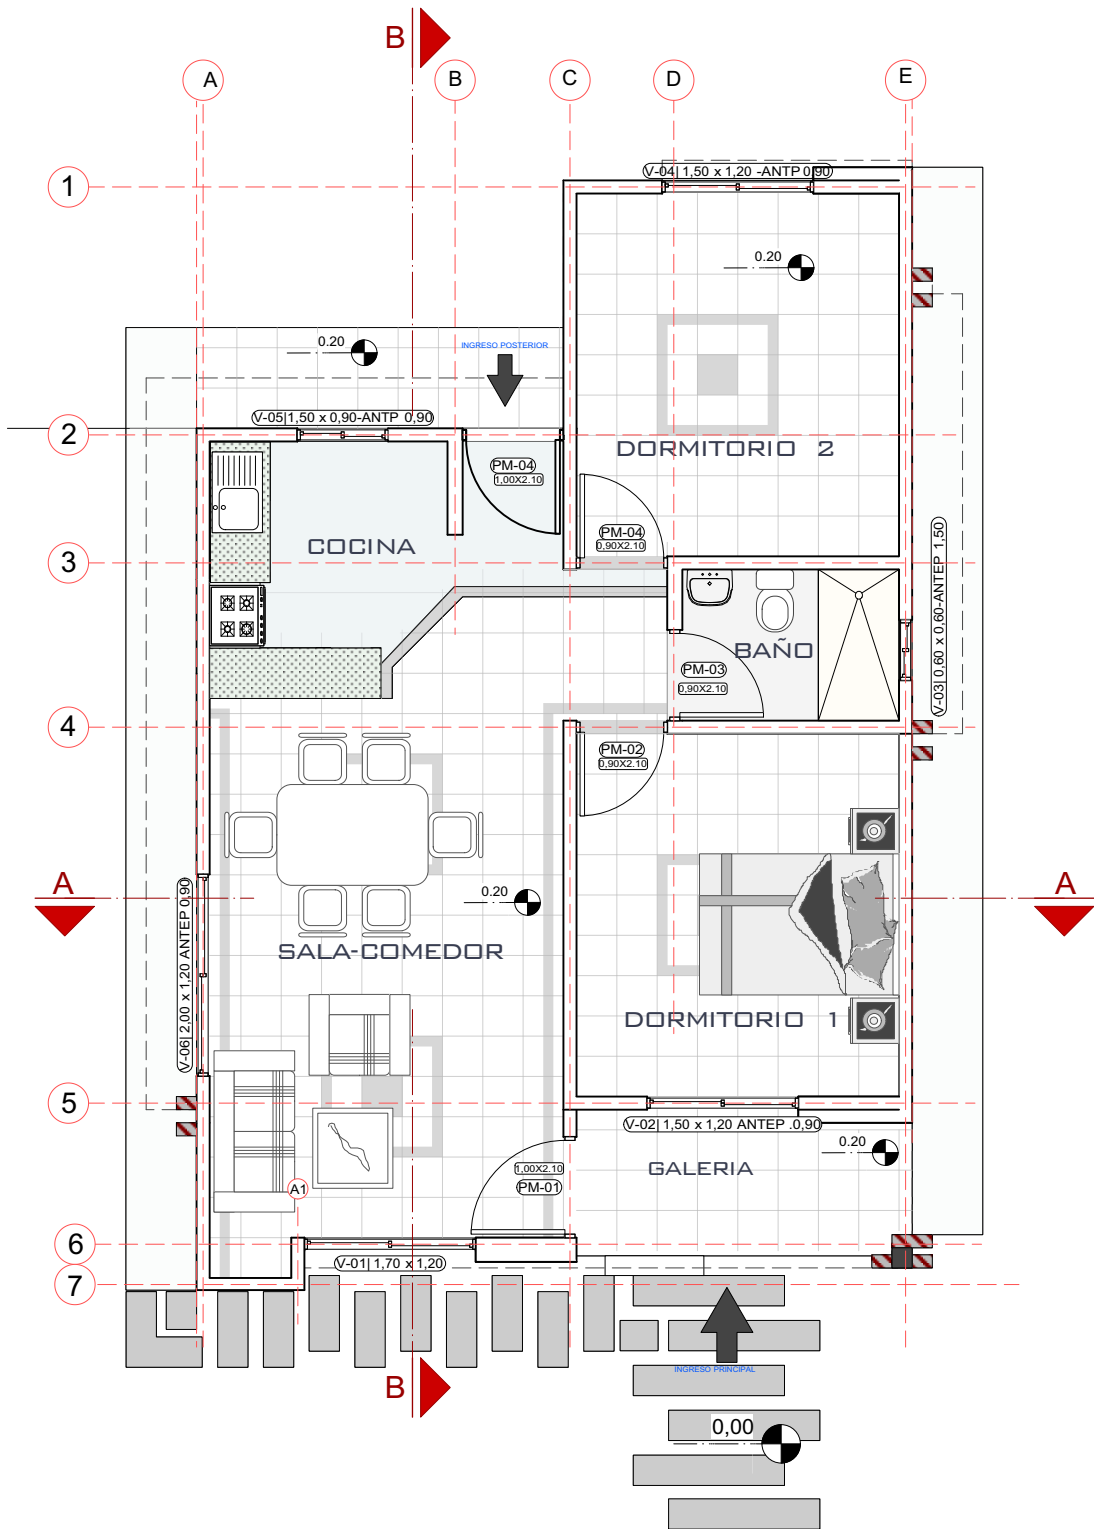 B
A
B
C
D
E
1
V-04| 1,50 x 1,20 -ANTP 0,90
0.20
0.20
INGRESO POSTERIOR
V-05|1,50 x 0,90-ANTP 0,90
2
DORMITORIO 2
PM-04
1,00X2.10
PM-04
0,90X2.10
COCINA
3
V-03| 0,60 x 0,60-ANTEP 1.50
BAÑO
PM-03
0,90X2.10
4
PM-02
0,90X2.10
A
A
0.20
V-06| 2,00 x 1,20 ANTEP 0,90
SALA-COMEDOR
DORMITORIO 1
5
V-02| 1,50 x 1,20 ANTEP .0,90
0.20
GALERIA
1,00X2.10
PM-01
A1
6
V-01| 1,70 x 1,20
7
INGRESO PRINCIPAL
B
0,00